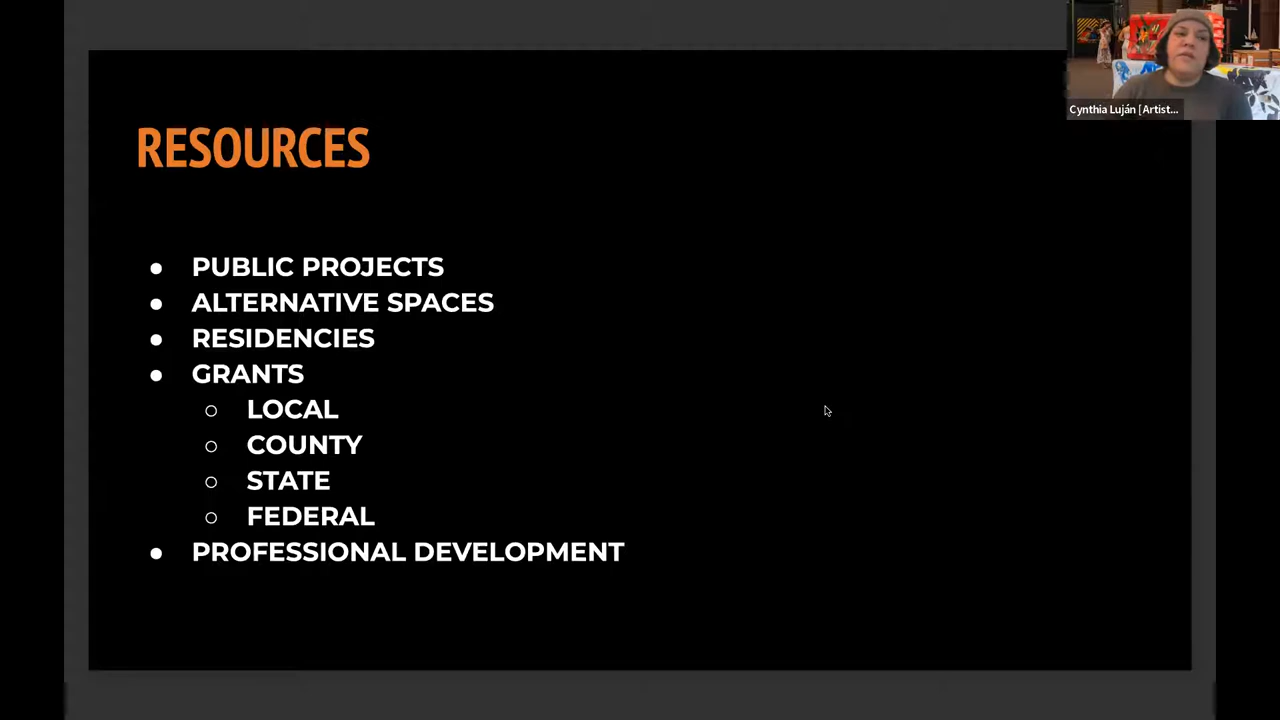 Cynthia Luján [Artist...
RESOURCES
● PUBLIC PROJECTS
● ALTERNATIVE SPACES
● RESIDENCIES
● GRANTS
○ LOCAL
○ COUNTY
○ STATE
○ FEDERAL
● PROFESSIONAL DEVELOPMENT